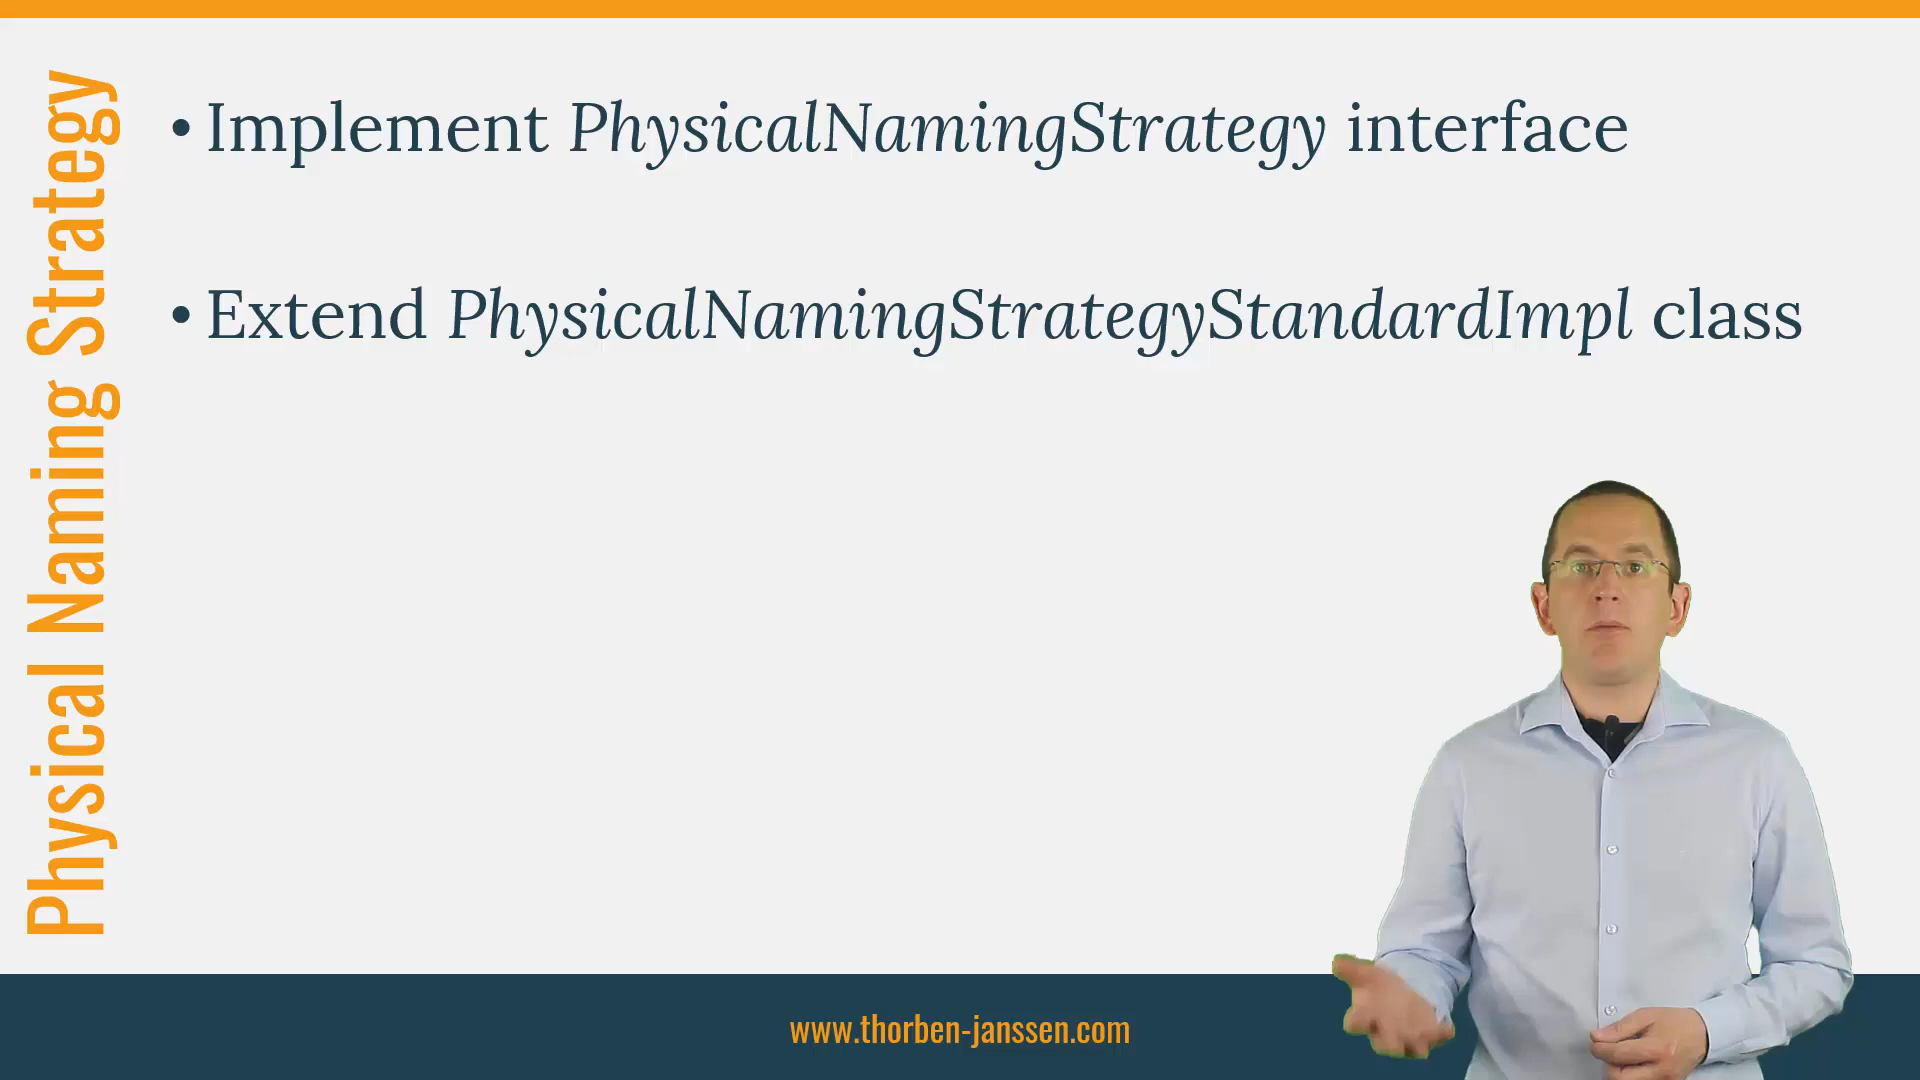 Physical Naming Strategy
• Implement PhysicalNamingStrategy interface
• Extend PhysicalNamingStrategyStandardImpl class
www.thorben-janssen.com